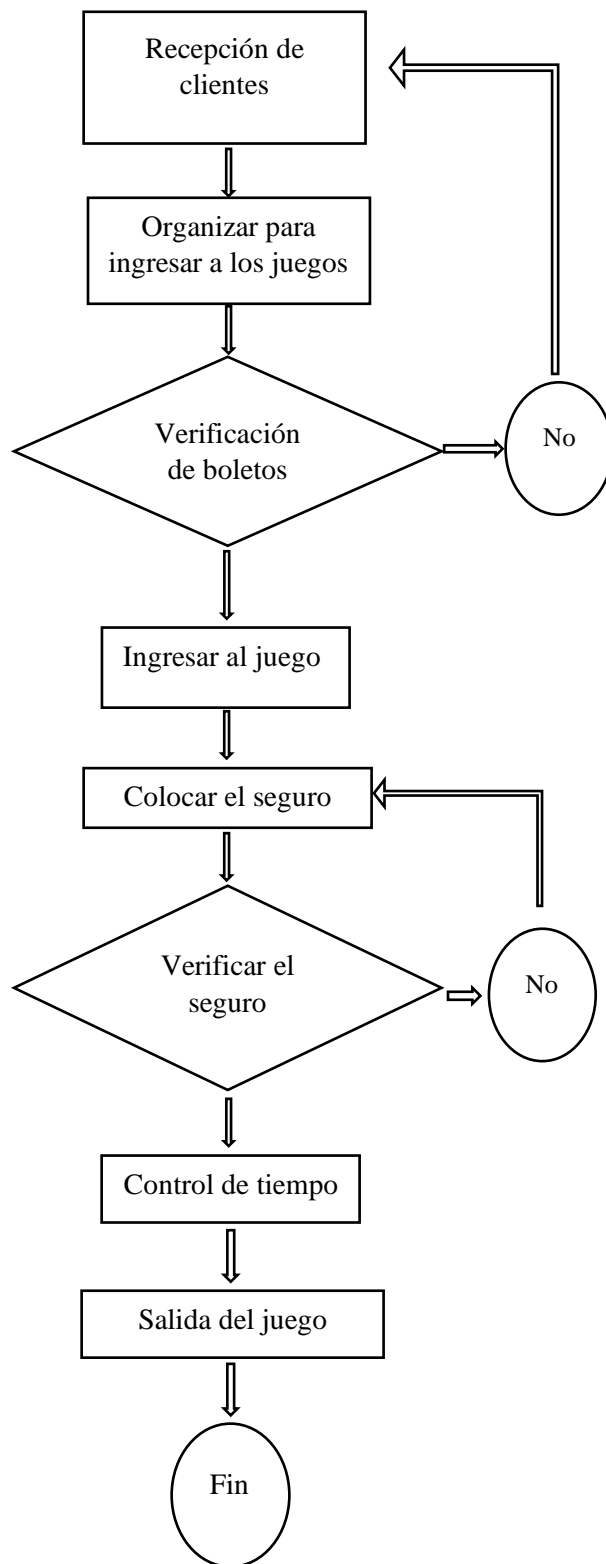 Recepción de
clientes
Organizar para
ingresar a los juegos
Verificación
de boletos
No
Ingresar al juego
Colocar el seguro
Verificar el
seguro
No
Control de tiempo
Salida del juego
Fin